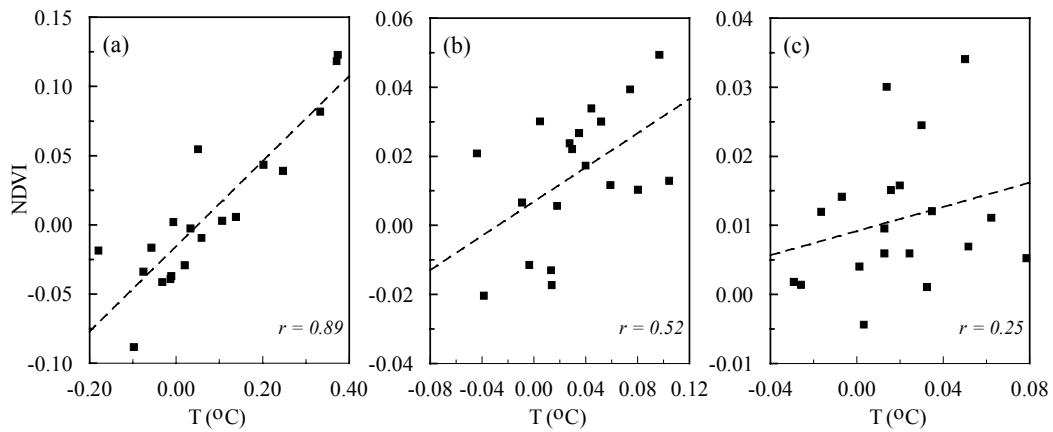 (a)
NDVI
0.15
0.10
0.05
0.00
-0.05
-0.10
r = 0.89
-0.20 0.00 0.20 0.40
T (ºC)
(b)
0.06
0.04
0.02
0.00
-0.02
-0.04
r = 0.52
-0.08 -0.04 0.00 0.04 0.08 0.12
T (ºC)
(c)
0.04
0.03
0.02
0.01
0.00
-0.01
r = 0.25
-0.04 0.00 0.04 0.08
T (ºC)